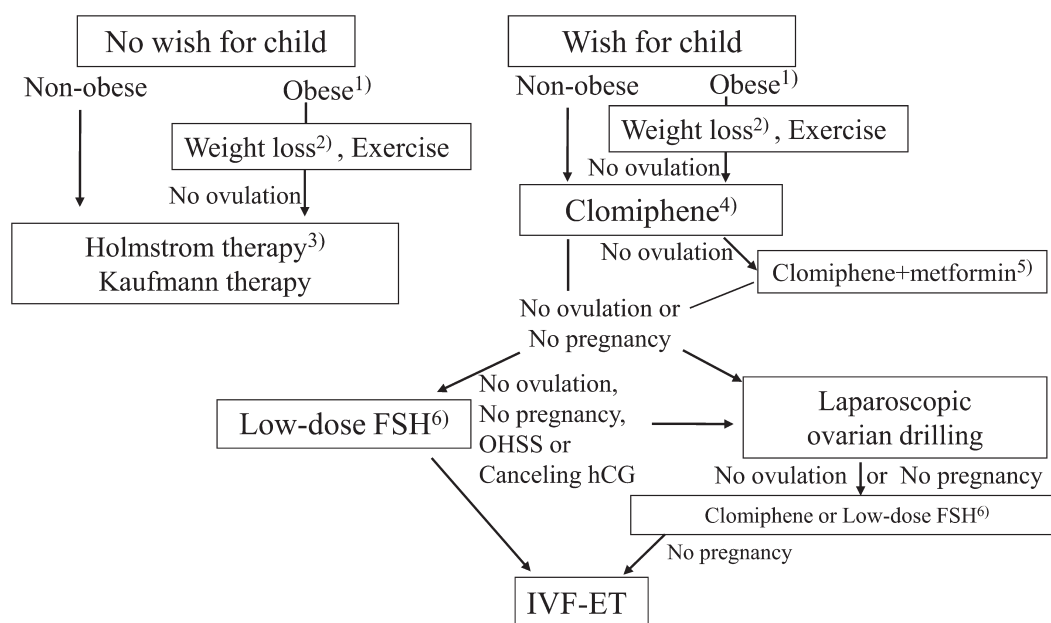 No wish for child
Non-obese
Obese1)
Weight loss2) , Exercise
No ovulation
Holmstrom therapy3)
Kaufmann therapy
Wish for child
Non-obese
Obese1)
Weight loss2) , Exercise
No ovulation
Clomiphene4)
No ovulation
Clomiphene+metformin5)
No ovulation or
No pregnancy
Low-dose FSH6)
No ovulation,
No pregnancy,
OHSS or
Canceling hCG
Laparoscopic
ovarian drilling
No ovulation or No pregnancy
Clomiphene or Low-dose FSH6)
No pregnancy
IVF-ET